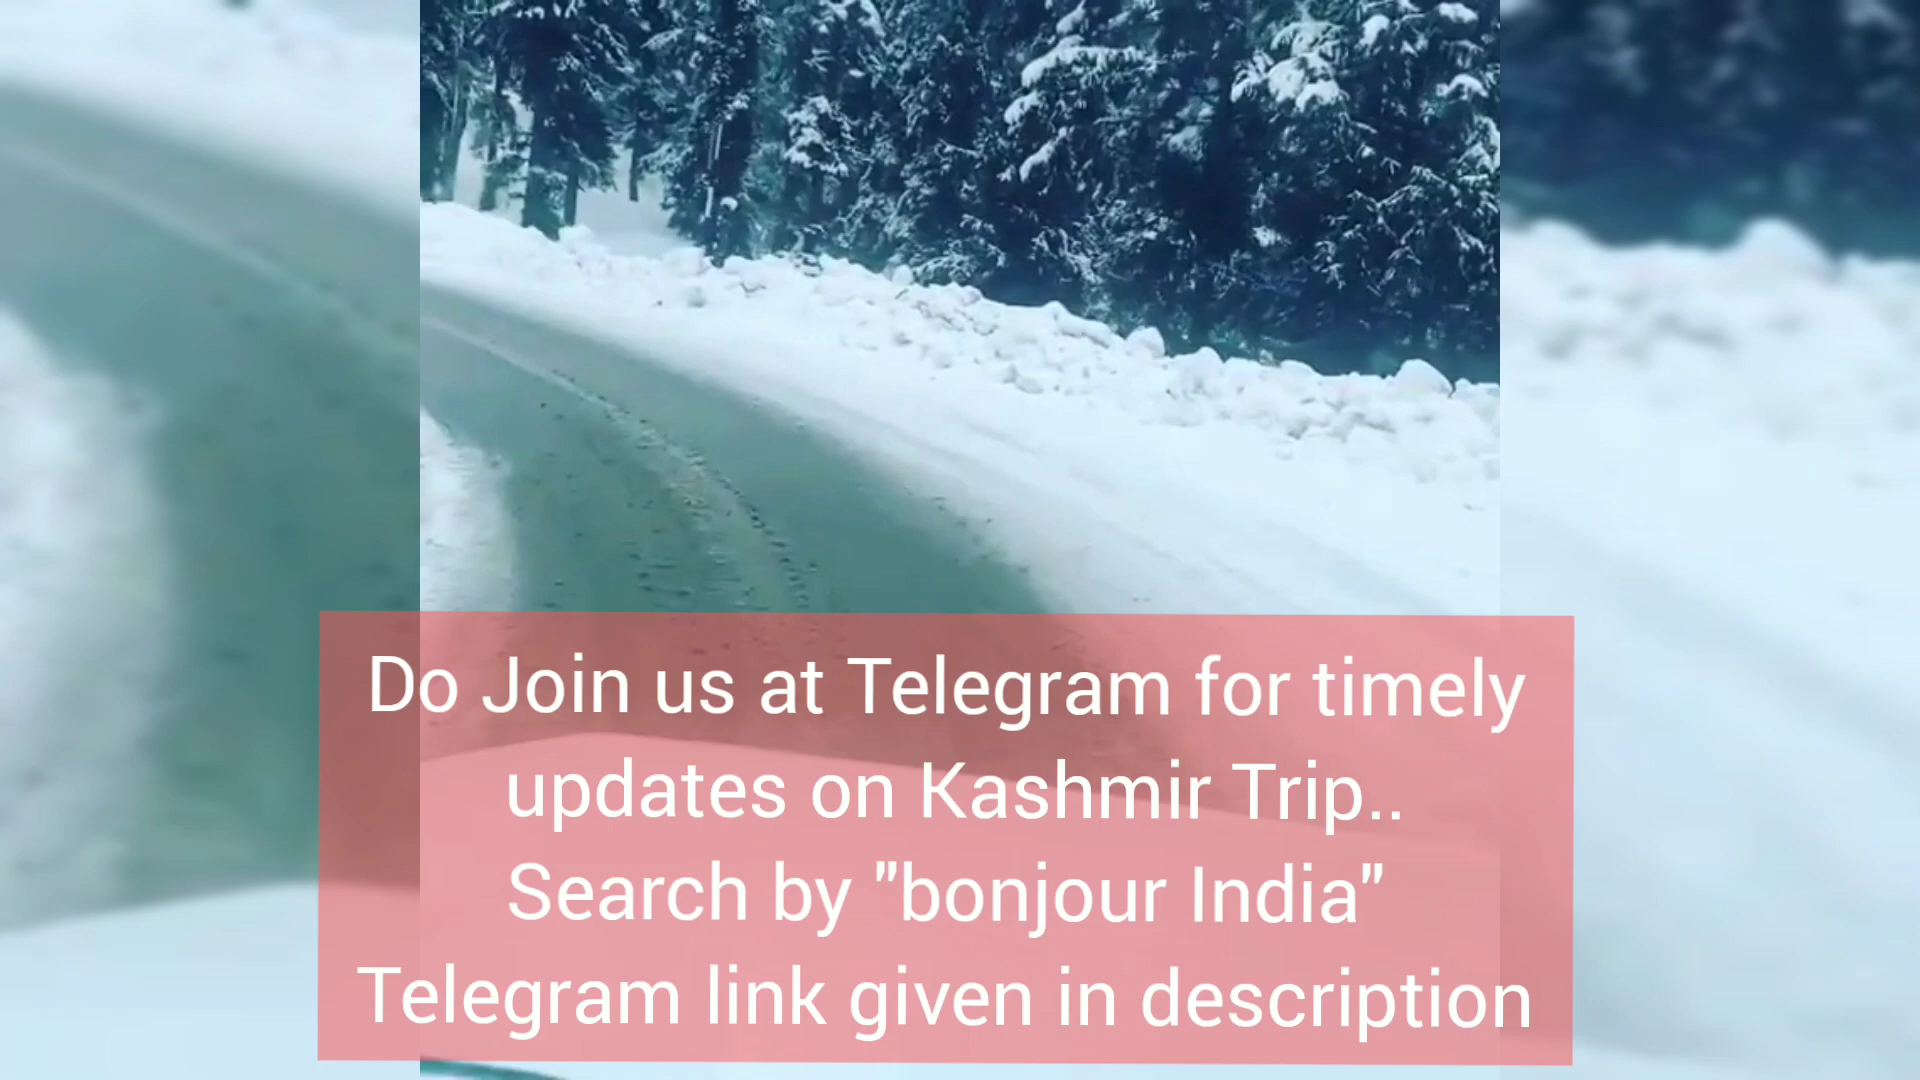 Do Join us at Telegram for timely
updates on Kashmir Trip..
Search by "bonjour India"
Telegram link given in description